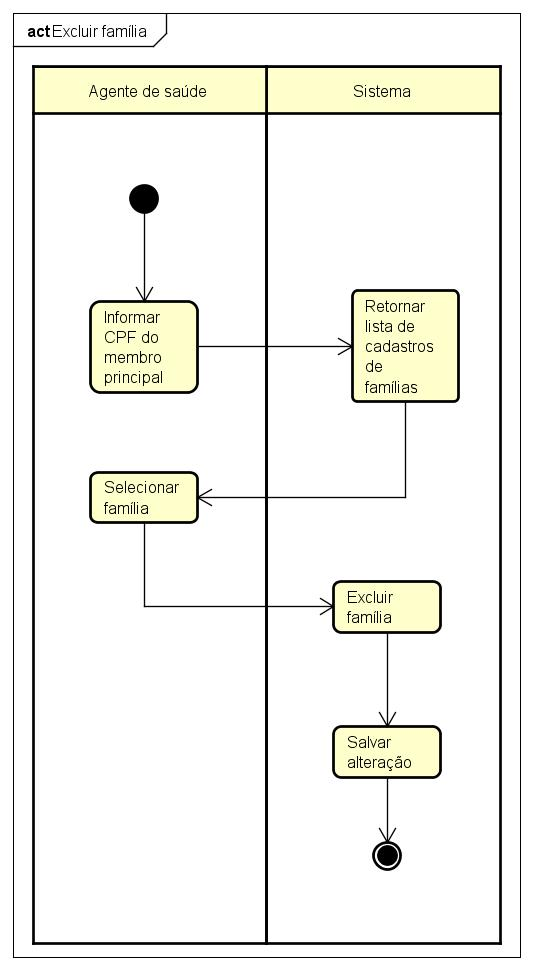 act Excluir família
Agente de saúde
Sistema
Informar
CPF do
membro
principal
Retornar
lista de
cadastros
de
famílias
Selecionar
família
Excluir
família
Salvar
alteração